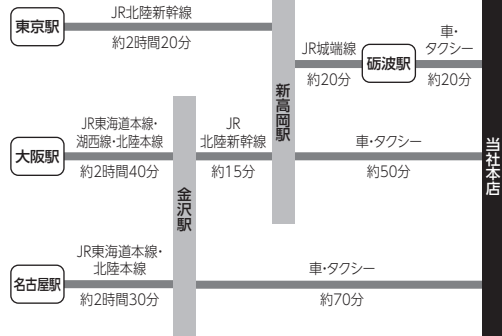 東京駅
JR北陸新幹線
約2時間20分
JR城端線
約20分
砺波駅
車・
タクシー
約20分
新高岡駅
大阪駅
JR東海道本線・
湖西線・北陸本線
約2時間40分
JR
北陸新幹線
約15分
車・タクシー
約50分
金沢駅
名古屋駅
JR東海道本線・
北陸本線
約2時間30分
車・タクシー
約70分
当社本店